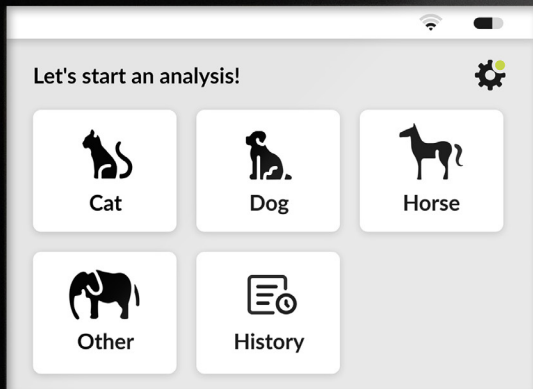 Let's start an analysis!
Cat
Dog
Horse
Other
History